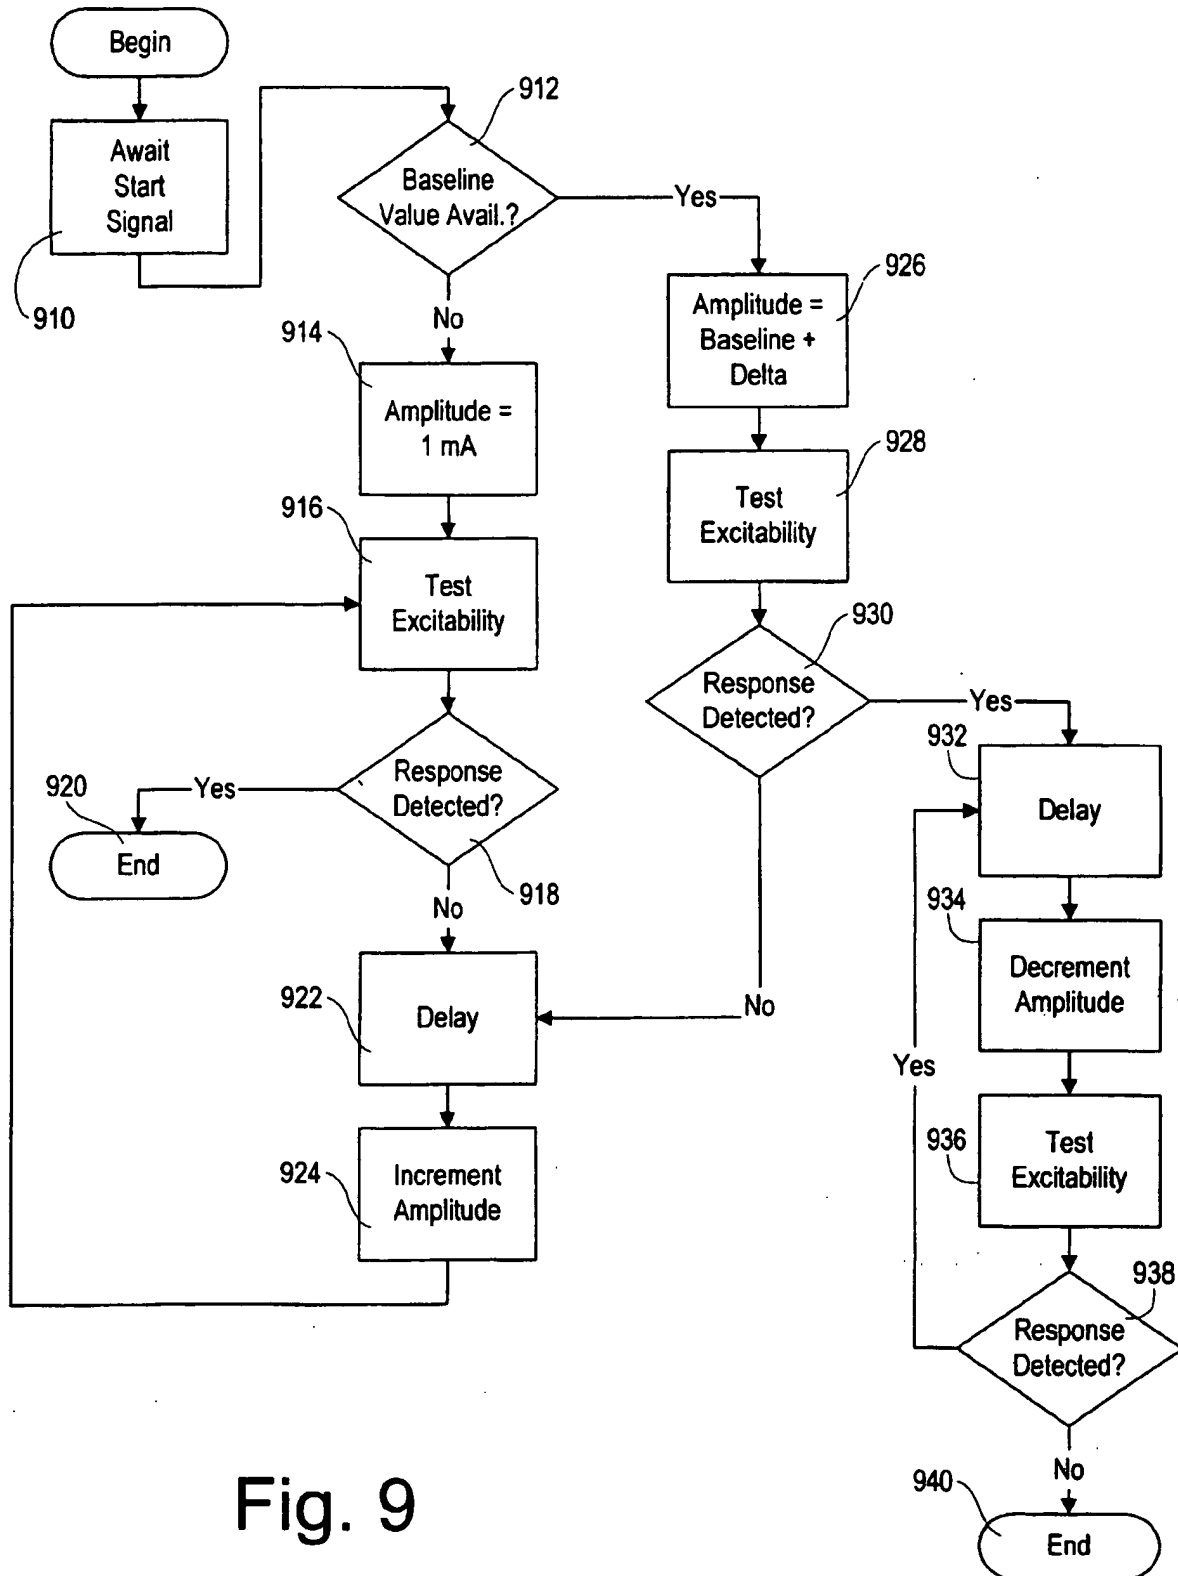 Begin
Await
Start
Signal
910
912
Baseline
Value Avail.?
Yes
No
914
Amplitude =
1 mA
916
Test
Excitability
Response
Detected?
918
Yes
920
End
No
922
Delay
924
Increment
Amplitude
926
Amplitude =
Baseline +
Delta
928
Test
Excitability
930
Response
Detected?
Yes
No
932
Delay
934
Decrement
Amplitude
Yes
936
Test
Excitability
938
Response
Detected?
No
940
End
Fig. 9